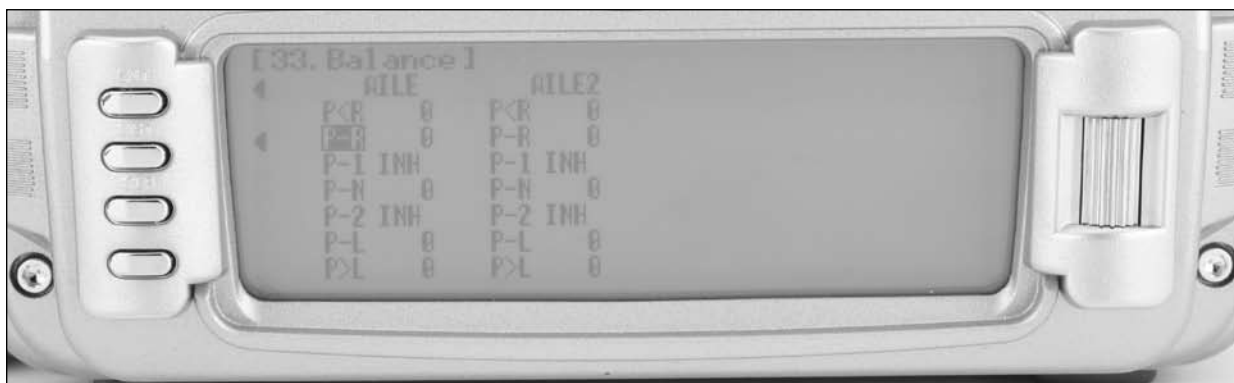 [33. Balance]
AILE AILE2
P<R 0 P<R 0
P-R 0 P-R 0
P-1 INH P-1 INH
P-N 0 P-N 0
P-2 INH P-2 INH
P-L 0 P-L 0
P>L 0 P>L 0